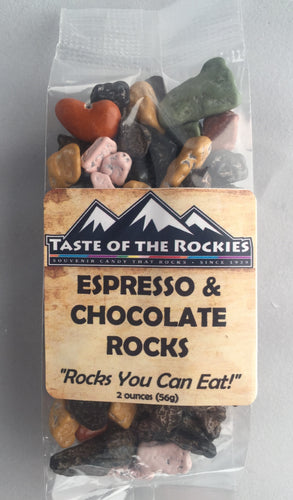 TASTE OF THE ROCKIES
SOUVENIR CANDY THAT ROCKS • SINCE 1939
ESPRESSO &
CHOCOLATE
ROCKS
"Rocks You Can Eat!"
2 ounces (56g)